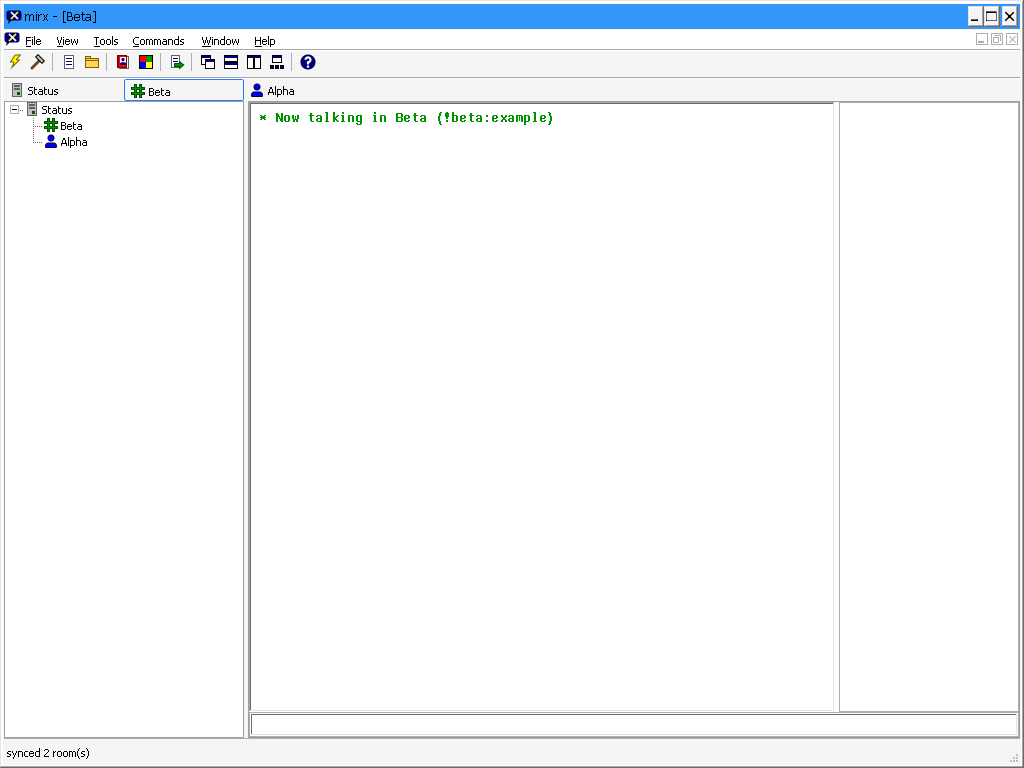 mirx - [Beta]
File View Tools Commands Window Help
Status Beta Alpha
Status
Beta
Alpha
* Now talking in Beta (!beta:example)
synced 2 room(s)